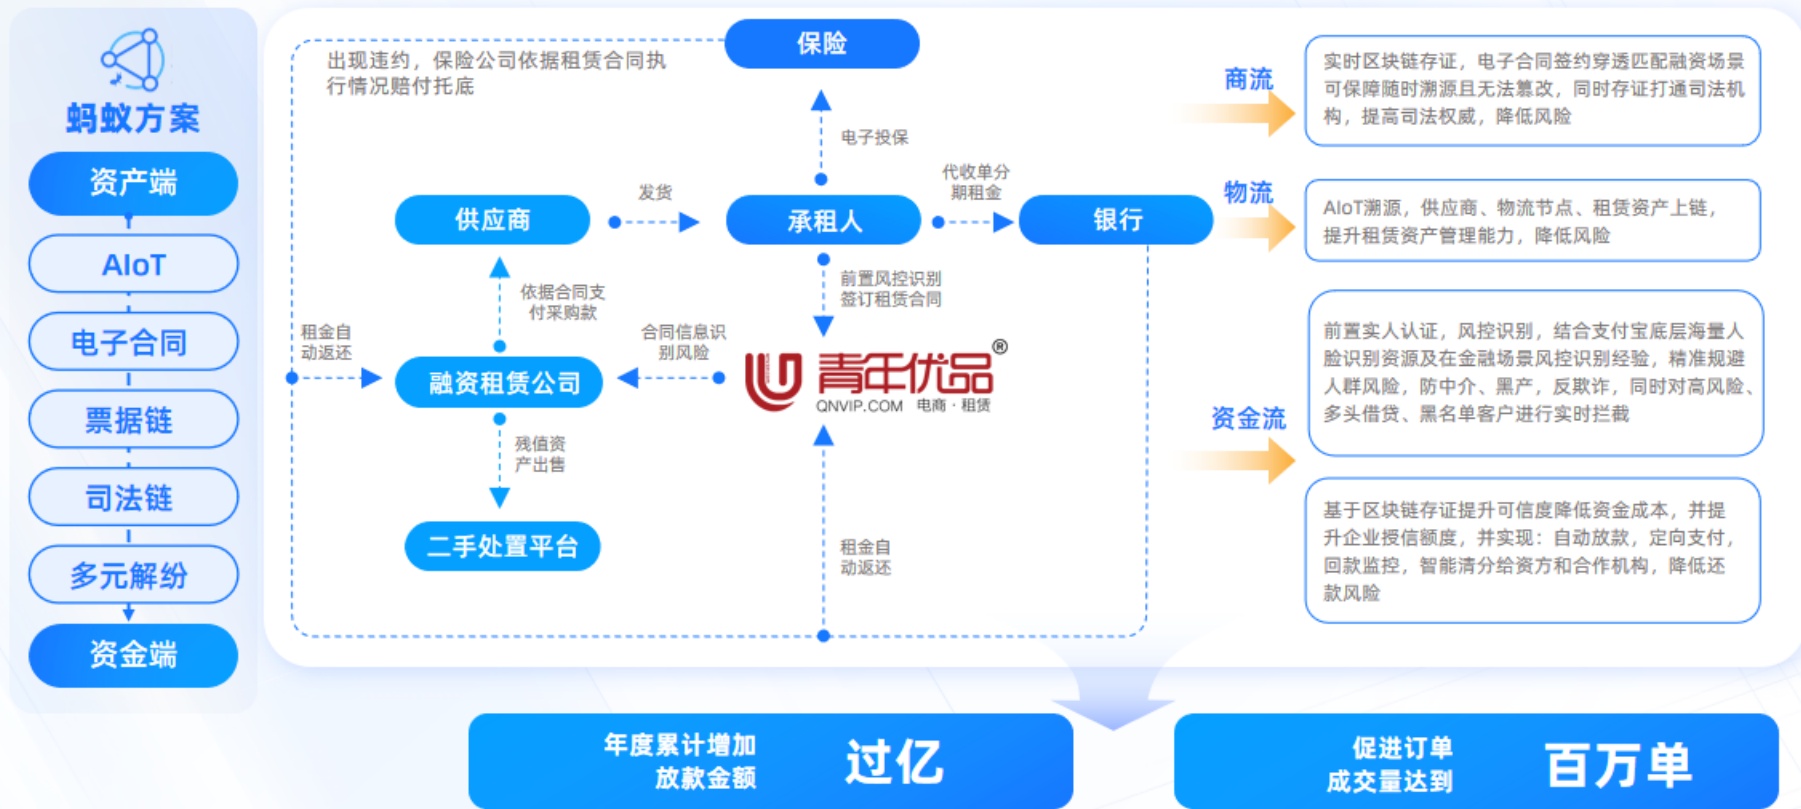 蚂蚁方案
资产端
AIoT
电子合同
票据链
司法链
多元解纷
资金端
出现违约，保险公司依据租赁合同执
行情况赔付托底
保险
电子投保
供应商
发货
承租人
代收单分
期租金
银行
依据合同支
付采购款
前置风控识别
签订租赁合同
租金自
动返还
融资租赁公司
合同信息识
别风险
青年优品®
QNVIP.COM 电商·租赁
残值资
产出售
二手处置平台
租金自
动返还
商流
实时区块链存证，电子合同签约穿透匹配融资场景
可保障随时溯源且无法篡改，同时存证打通司法机
构，提高司法权威，降低风险
物流
AIoT溯源，供应商、物流节点、租赁资产上链，
提升租赁资产管理能力，降低风险
资金流
前置实人认证，风控识别，结合支付宝底层海量人
脸识别资源及在金融场景风控识别经验，精准规避
人群风险，防中介、黑产，反欺诈，同时对高风险、
多头借贷、黑名单客户进行实时拦截
基于区块链存证提升可信度降低资金成本，并提
升企业授信额度，并实现：自动放款，定向支付，
回款监控，智能清分给资方和合作机构，降低还
款风险
年度累计增加
放款金额
过亿
促进订单
成交量达到
百万单